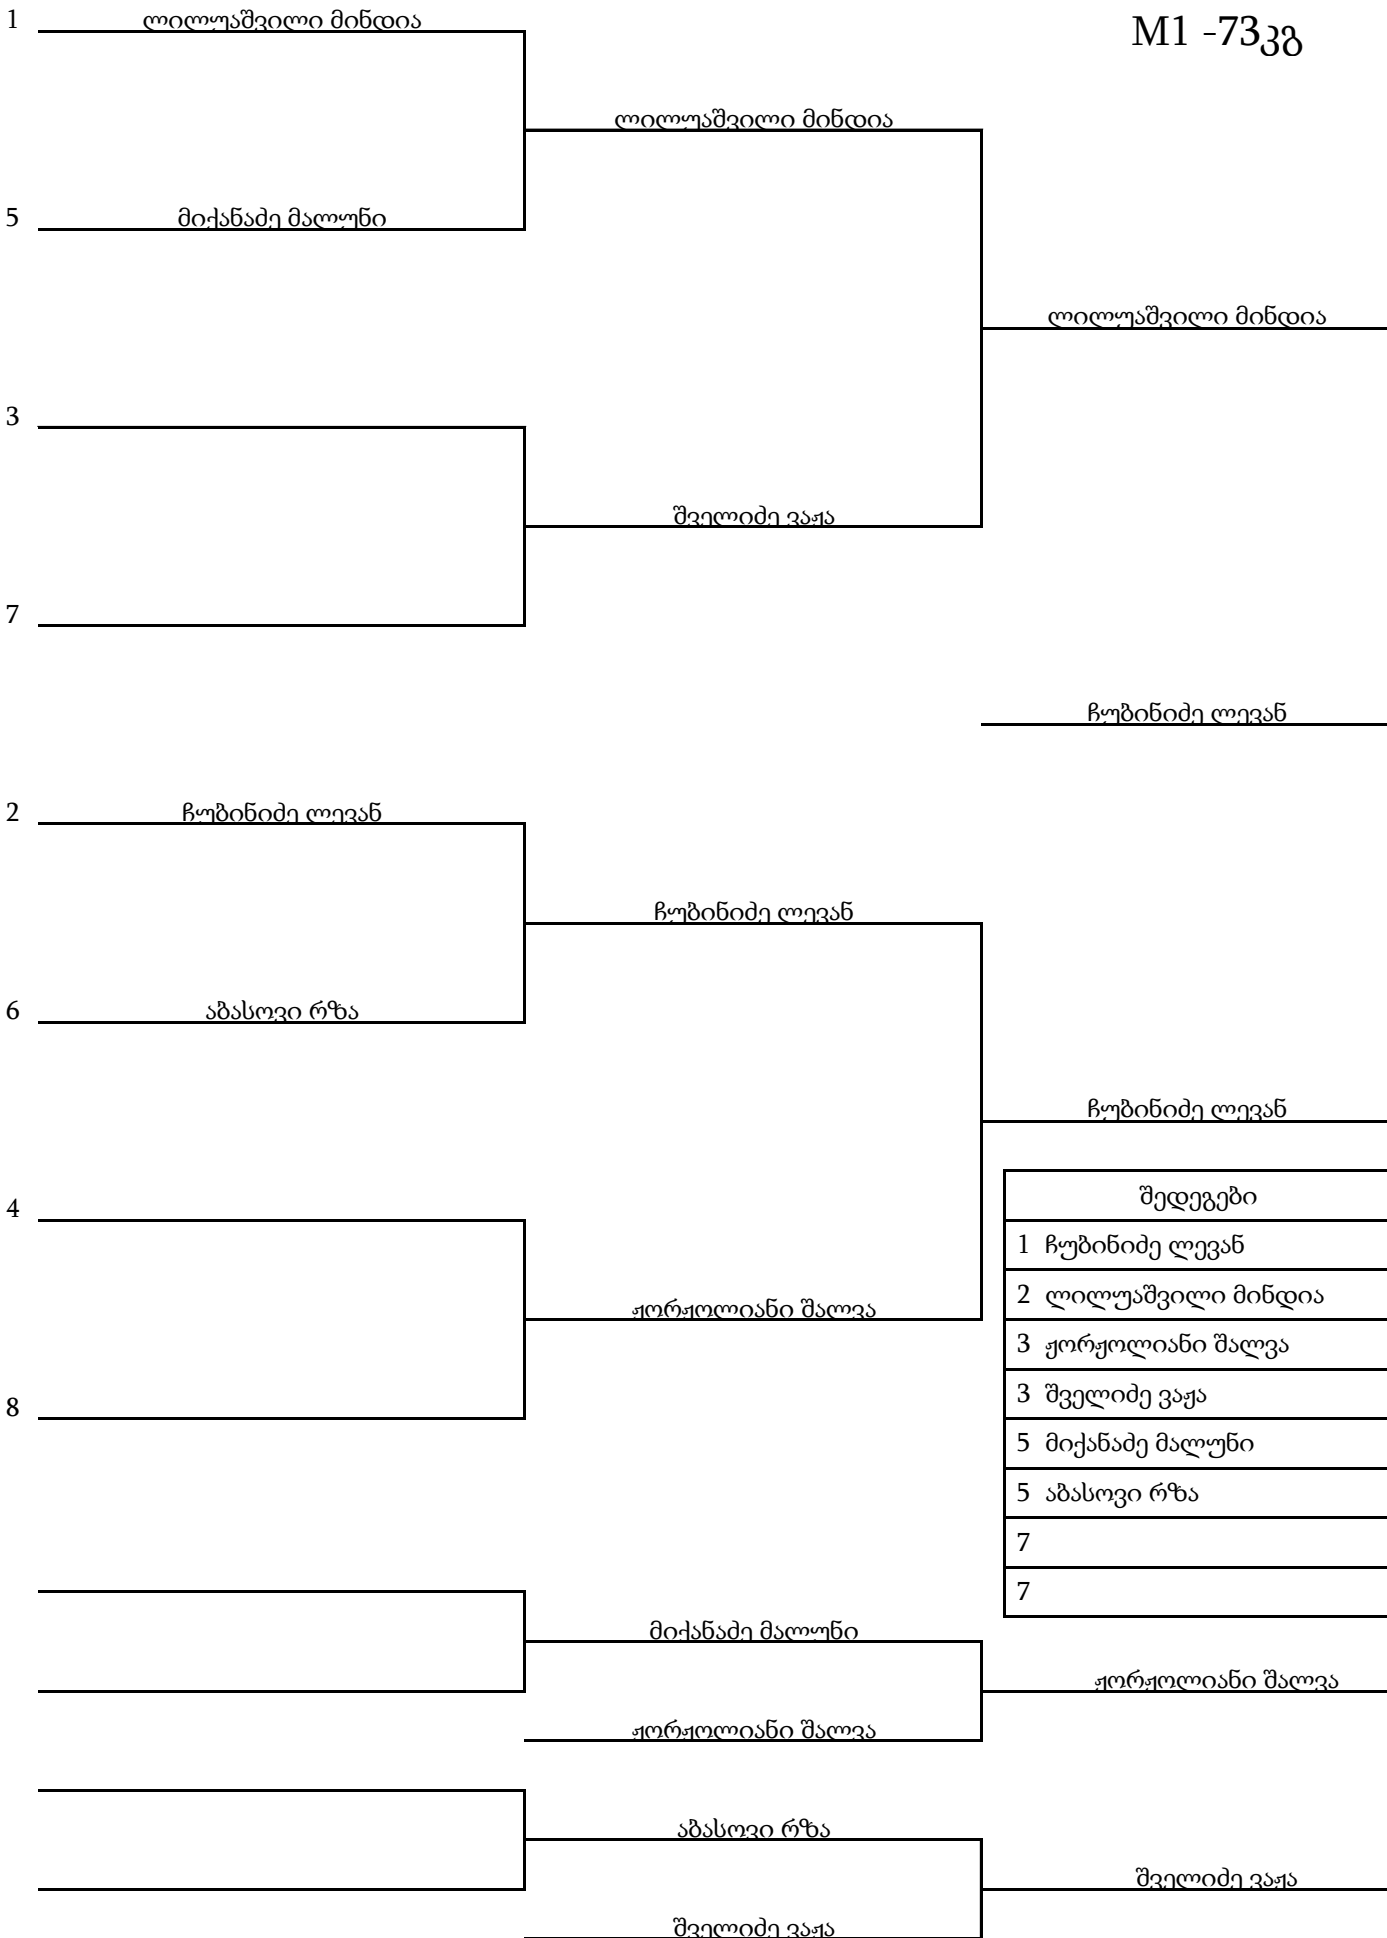 M1 -73კგ
1 ლილუაშვილი მინდია
ლილუაშვილი მინდია
5 მიქანაძე მალუნი
ლილუაშვილი მინდია
3
შველიძე ვაჟა
7
ჩუბინიძე ლევან
2 ჩუბინიძე ლევან
ჩუბინიძე ლევან
6 აბასოვი რზა
ჩუბინიძე ლევან
4
ჟორჟოლიანი შალვა
8
შედეგები
1 ჩუბინიძე ლევან
2 ლილუაშვილი მინდია
3 ჟორჟოლიანი შალვა
3 შველიძე ვაჟა
5 მიქანაძე მალუნი
5 აბასოვი რზა
7
7
მიქანაძე მალუნი
ჟორჟოლიანი შალვა
ჟორჟოლიანი შალვა
აბასოვი რზა
შველიძე ვაჟა
შველიძე ვაჟა